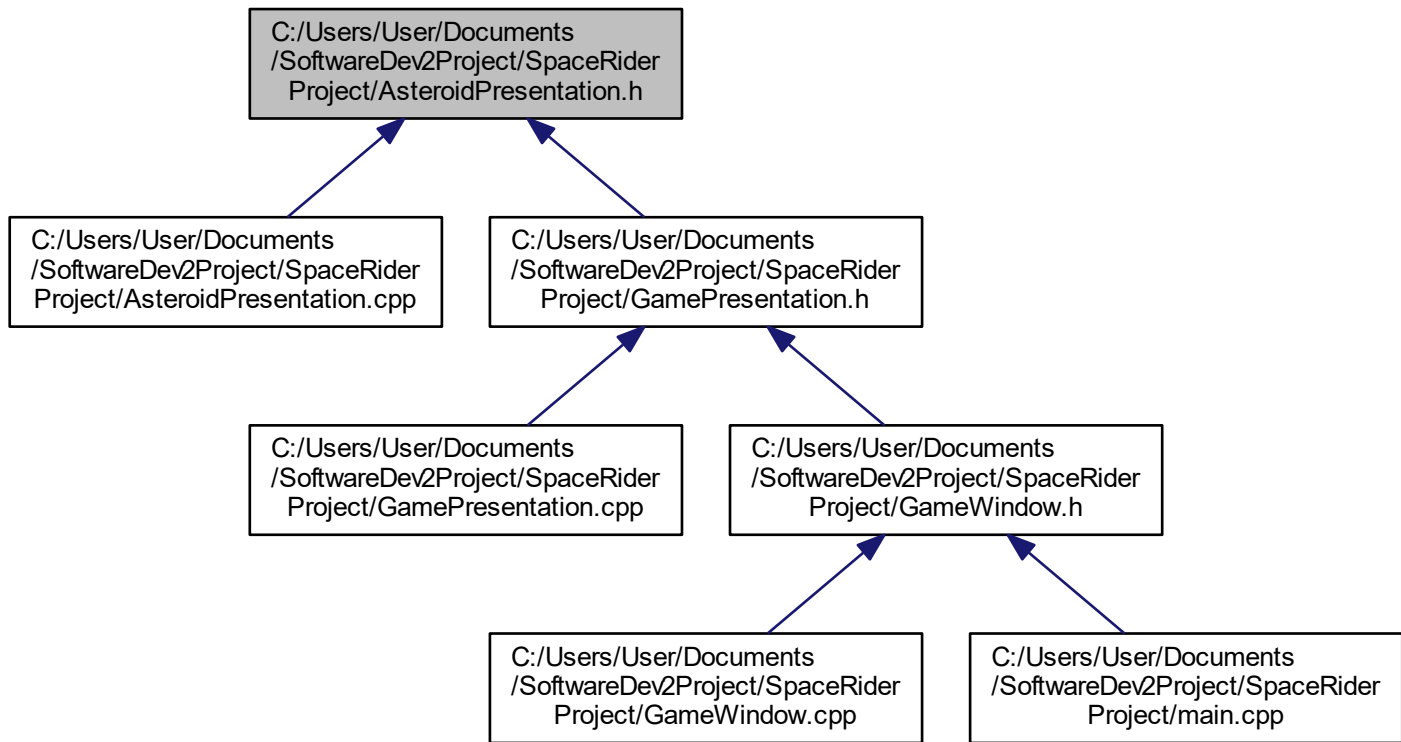 C:/Users/User/Documents
/SoftwareDev2Project/SpaceRider
Project/AsteroidPresentation.h
C:/Users/User/Documents
/SoftwareDev2Project/SpaceRider
Project/AsteroidPresentation.cpp
C:/Users/User/Documents
/SoftwareDev2Project/SpaceRider
Project/GamePresentation.h
C:/Users/User/Documents
/SoftwareDev2Project/SpaceRider
Project/GamePresentation.cpp
C:/Users/User/Documents
/SoftwareDev2Project/SpaceRider
Project/GameWindow.h
C:/Users/User/Documents
/SoftwareDev2Project/SpaceRider
Project/GameWindow.cpp
C:/Users/User/Documents
/SoftwareDev2Project/SpaceRider
Project/main.cpp